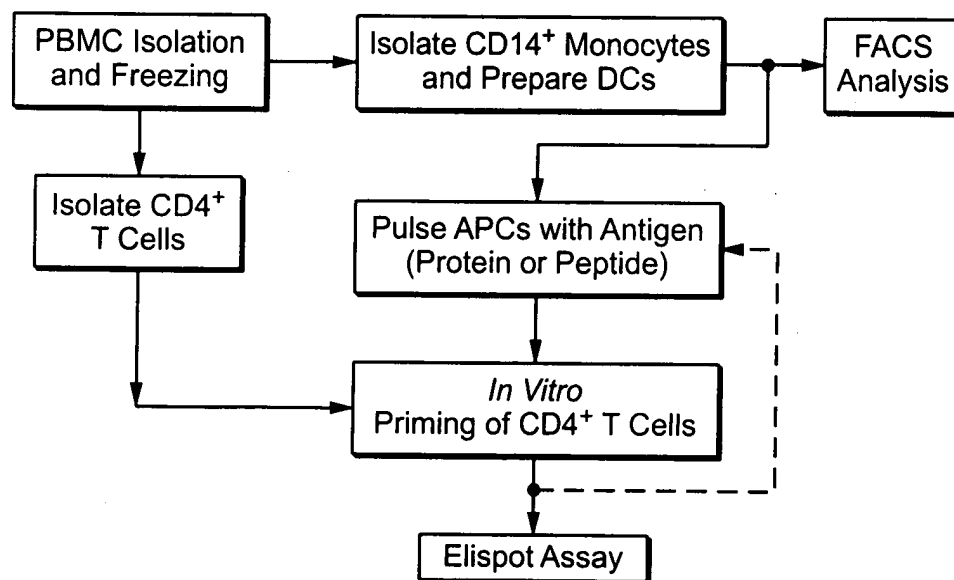 PBMC Isolation
and Freezing
Isolate CD14⁺ Monocytes
and Prepare DCs
FACS
Analysis
Isolate CD4⁺
T Cells
Pulse APCs with Antigen
(Protein or Peptide)
In Vitro
Priming of CD4⁺ T Cells
Elispot Assay